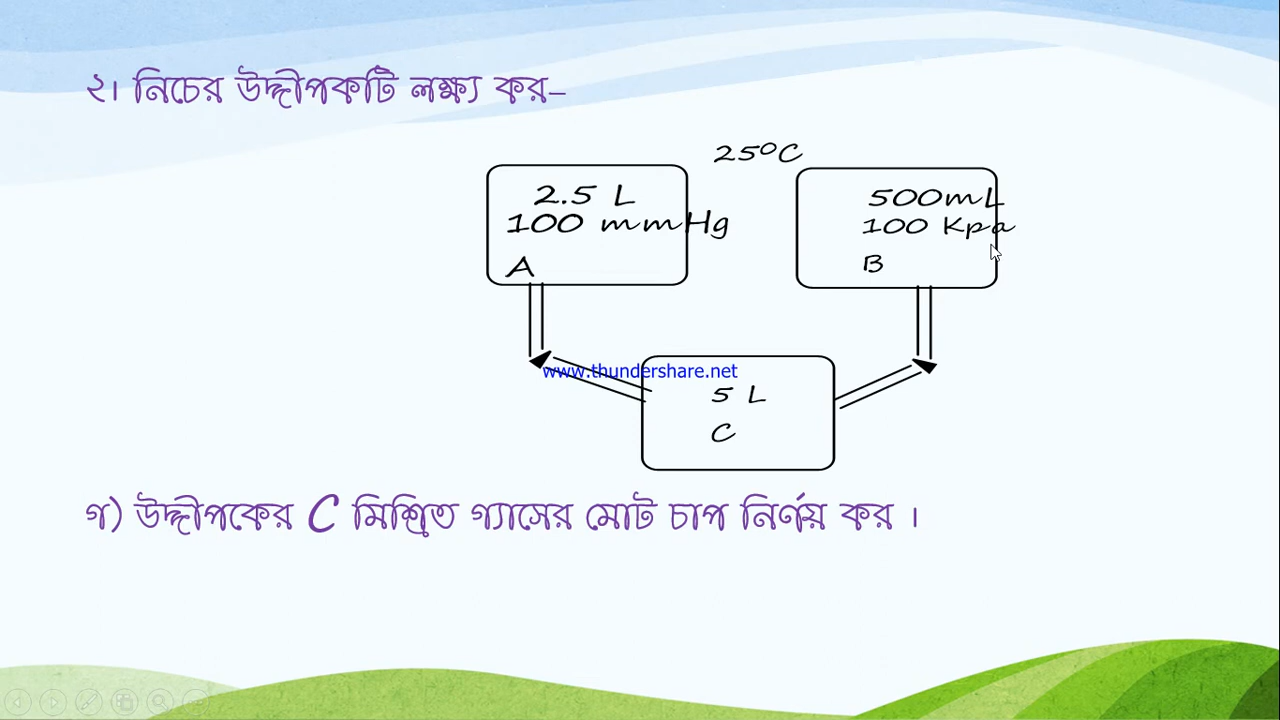 ২। নিচের উদ্দীপকটি লক্ষ্য কর–
25⁰C
2.5 L
100 mmHg
A
500mL
100 Kpa
B
www.thundershare.net
5 L
C
গ) উদ্দীপকের C মিশ্রিত গ্যাসের মোট চাপ নির্ণয় কর ।